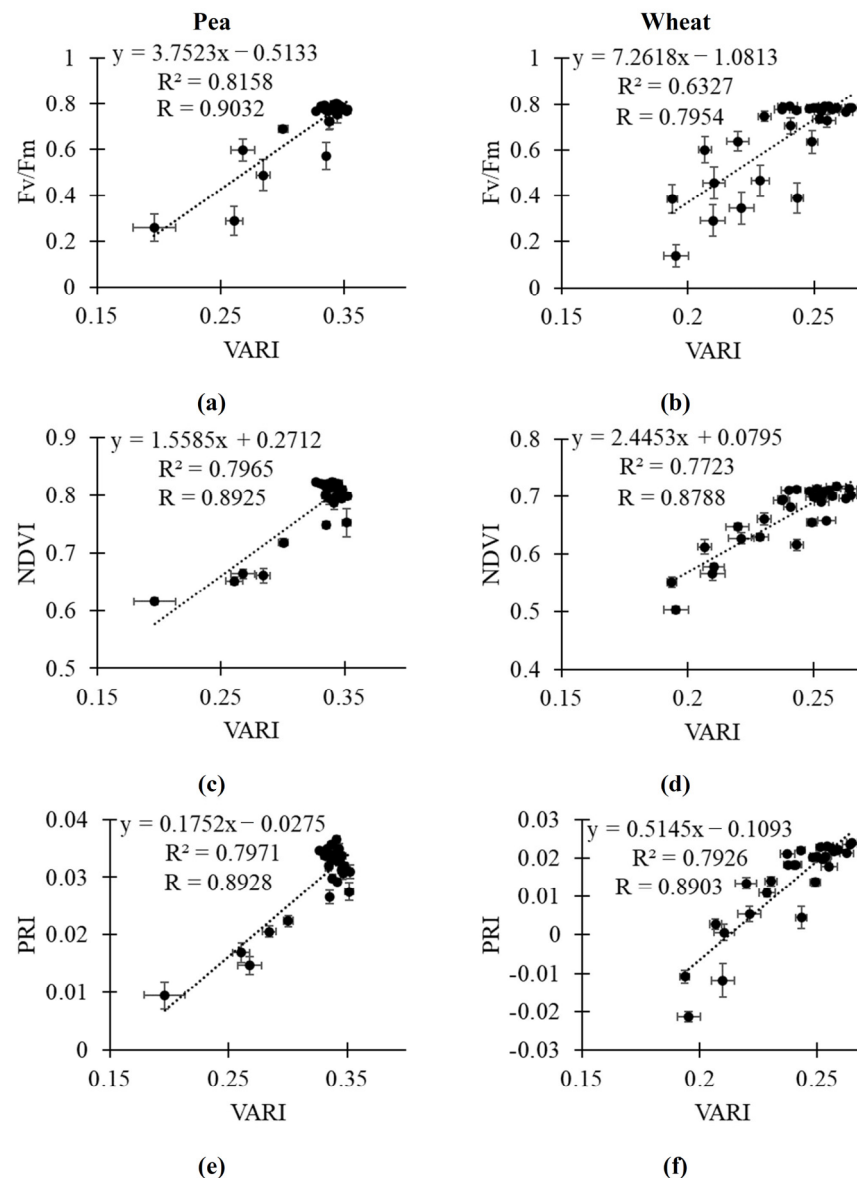 Pea
Wheat
y = 3.7523x − 0.5133
R² = 0.8158
R = 0.9032
1
0.8
0.6
0.4
0.2
0
Fv/Fm
0.15 0.25 0.35
VARI
(a)
y = 7.2618x − 1.0813
R² = 0.6327
R = 0.7954
1
0.8
0.6
0.4
0.2
0
Fv/Fm
0.15 0.2 0.25
VARI
(b)
y = 1.5585x + 0.2712
R² = 0.7965
R = 0.8925
0.9
0.8
0.7
0.6
0.5
NDVI
0.15 0.25 0.35
VARI
(c)
y = 2.4453x + 0.0795
R² = 0.7723
R = 0.8788
0.8
0.7
0.6
0.5
0.4
NDVI
0.15 0.2 0.25
VARI
(d)
y = 0.1752x − 0.0275
R² = 0.7971
R = 0.8928
0.04
0.03
0.02
0.01
0
PRI
0.15 0.25 0.35
VARI
(e)
y = 0.5145x − 0.1093
R² = 0.7926
R = 0.8903
0.03
0.02
0.01
0
-0.01
-0.02
-0.03
PRI
0.15 0.2 0.25
VARI
(f)